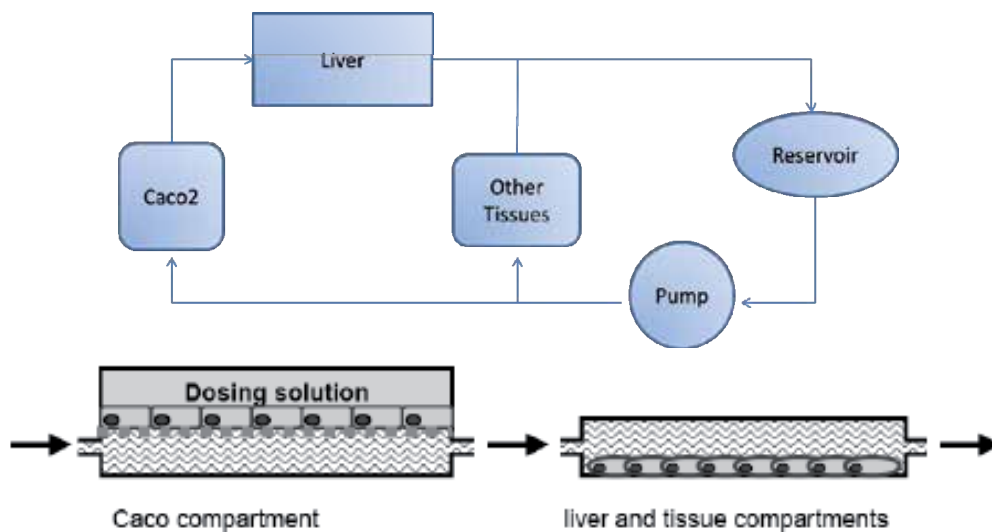 Liver
Caco2
Other
Tissues
Reservoir
Pump
Dosing solution
Caco compartment
liver and tissue compartments